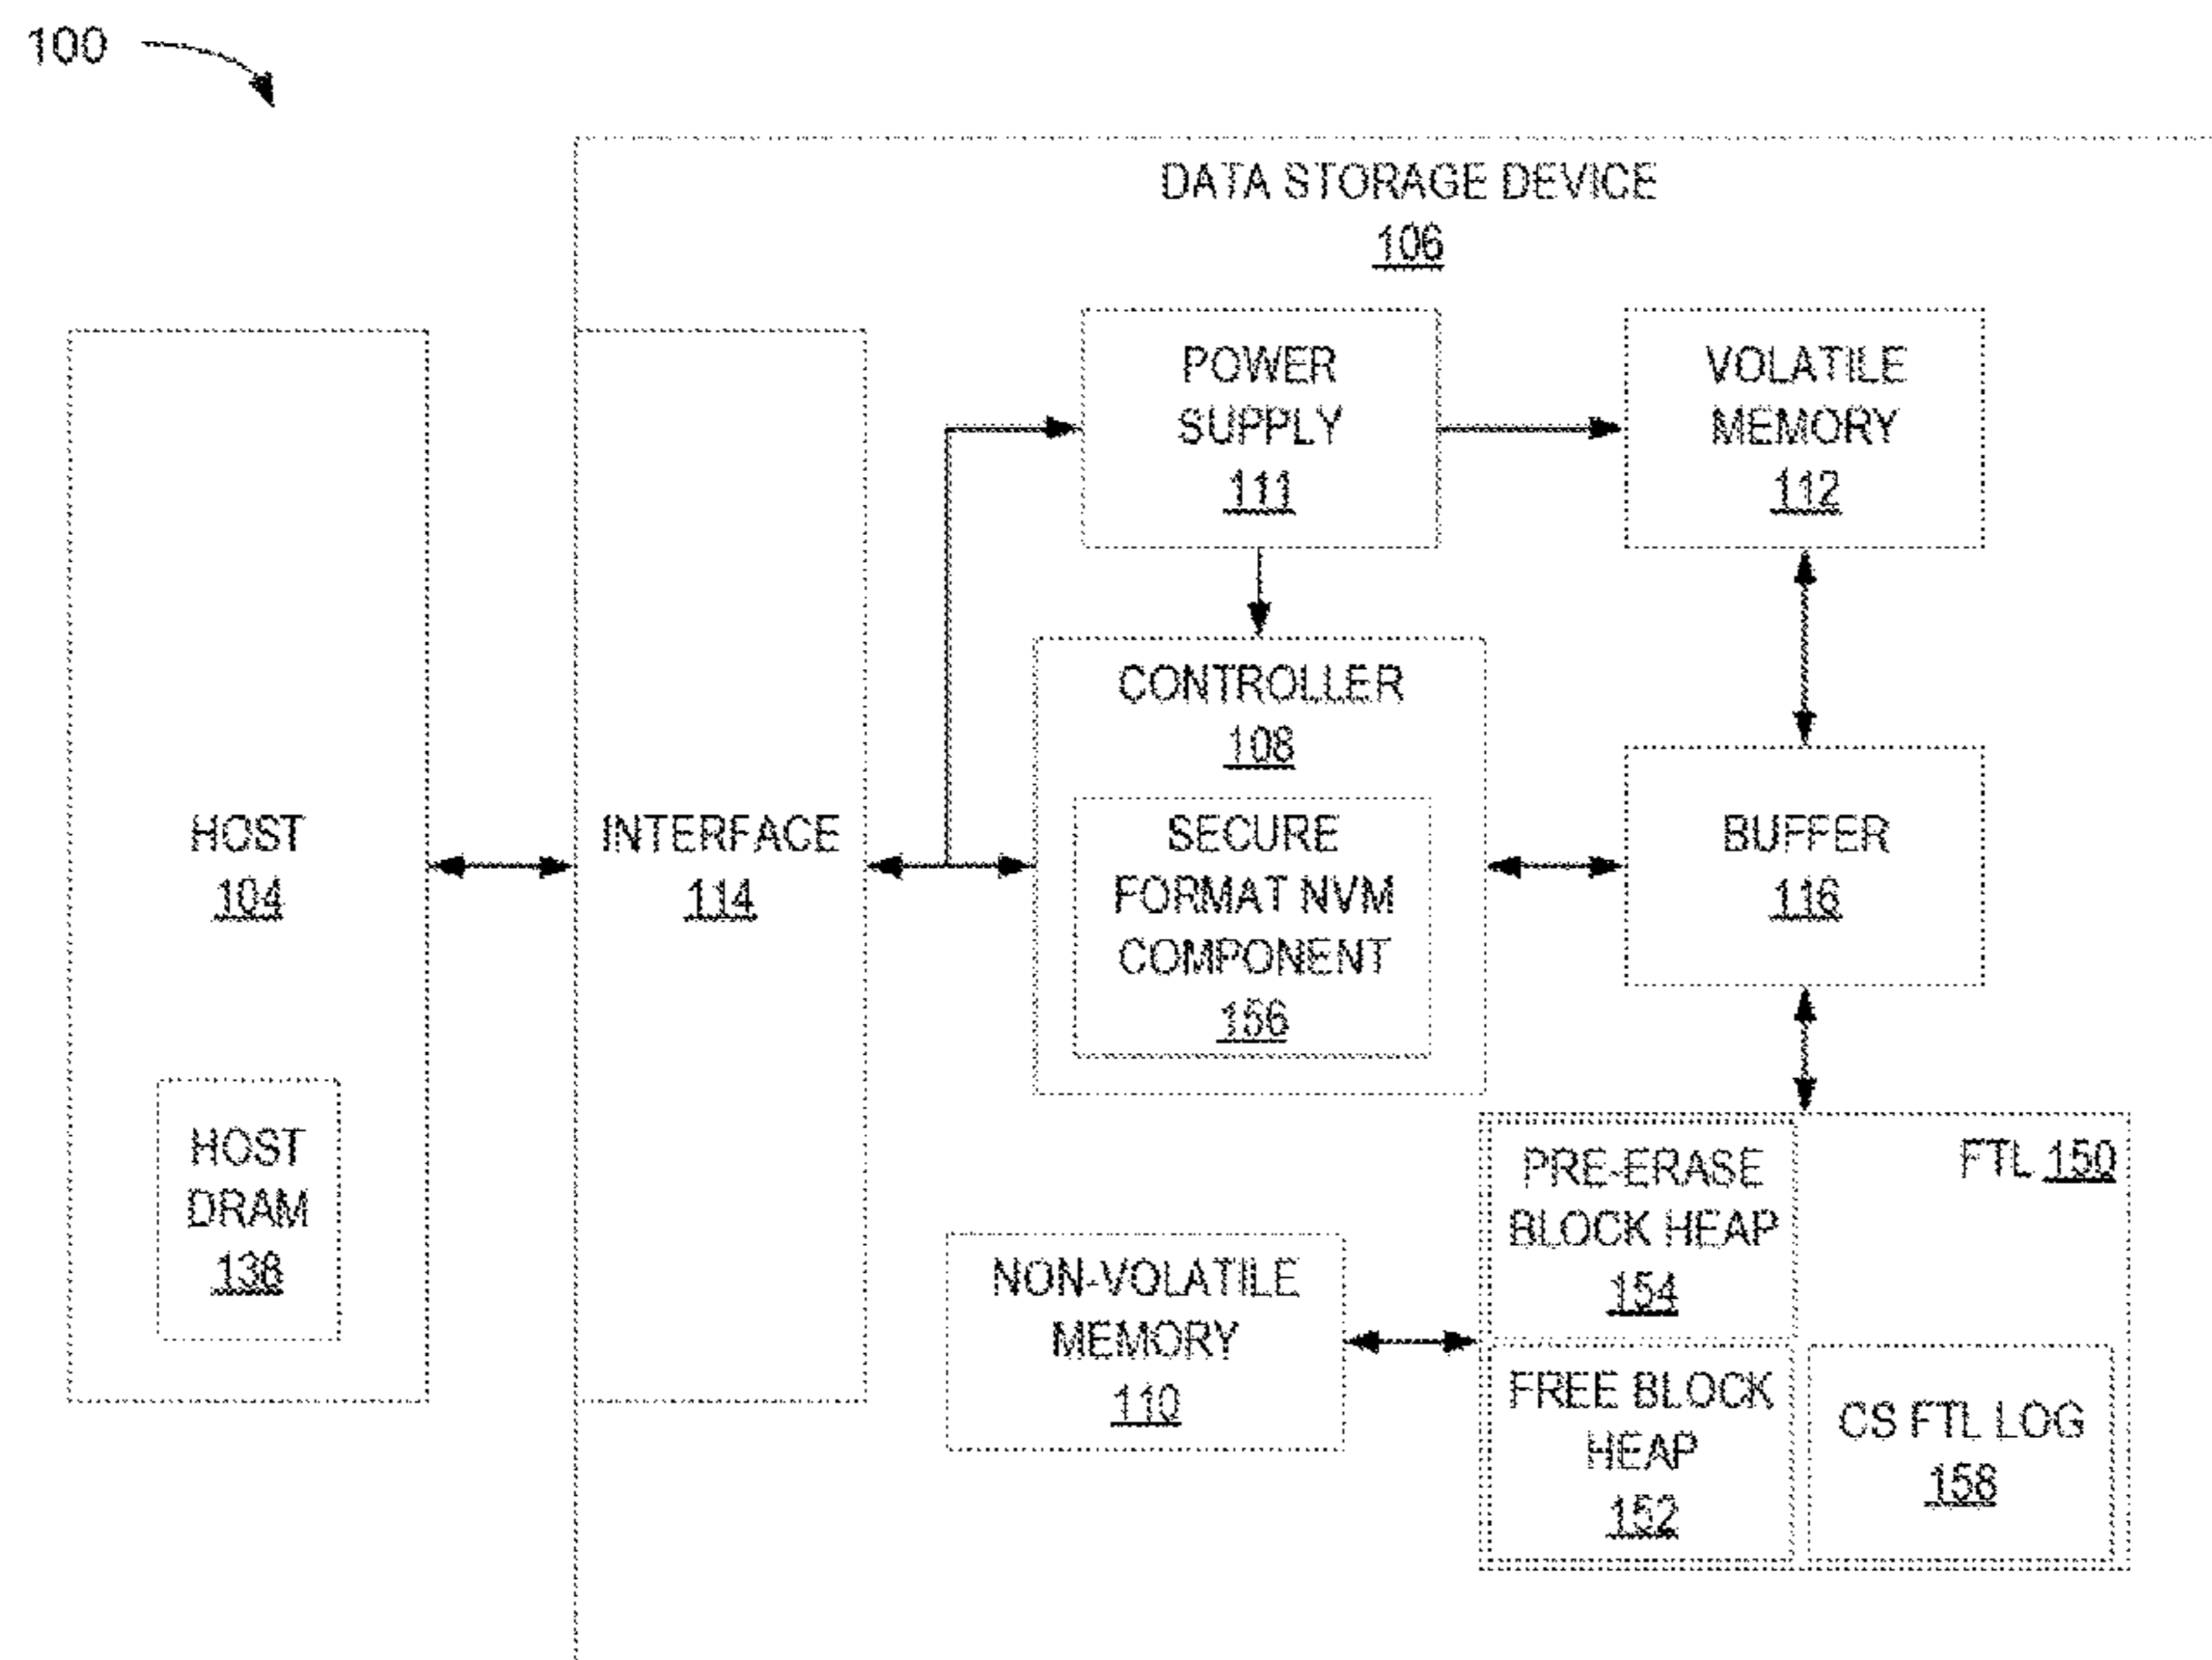 100
DATA STORAGE DEVICE
106
POWER
SUPPLY
111
VOLATILE
MEMORY
112
CONTROLLER
108
SECURE
FORMAT NVM
COMPONENT
156
HOST
104
INTERFACE
114
BUFFER
116
HOST
DRAM
138
PRE-ERASE
BLOCK HEAP
154
FTL 150
NON-VOLATILE
MEMORY
110
FREE BLOCK
HEAP
152
CS FTL LOG
158